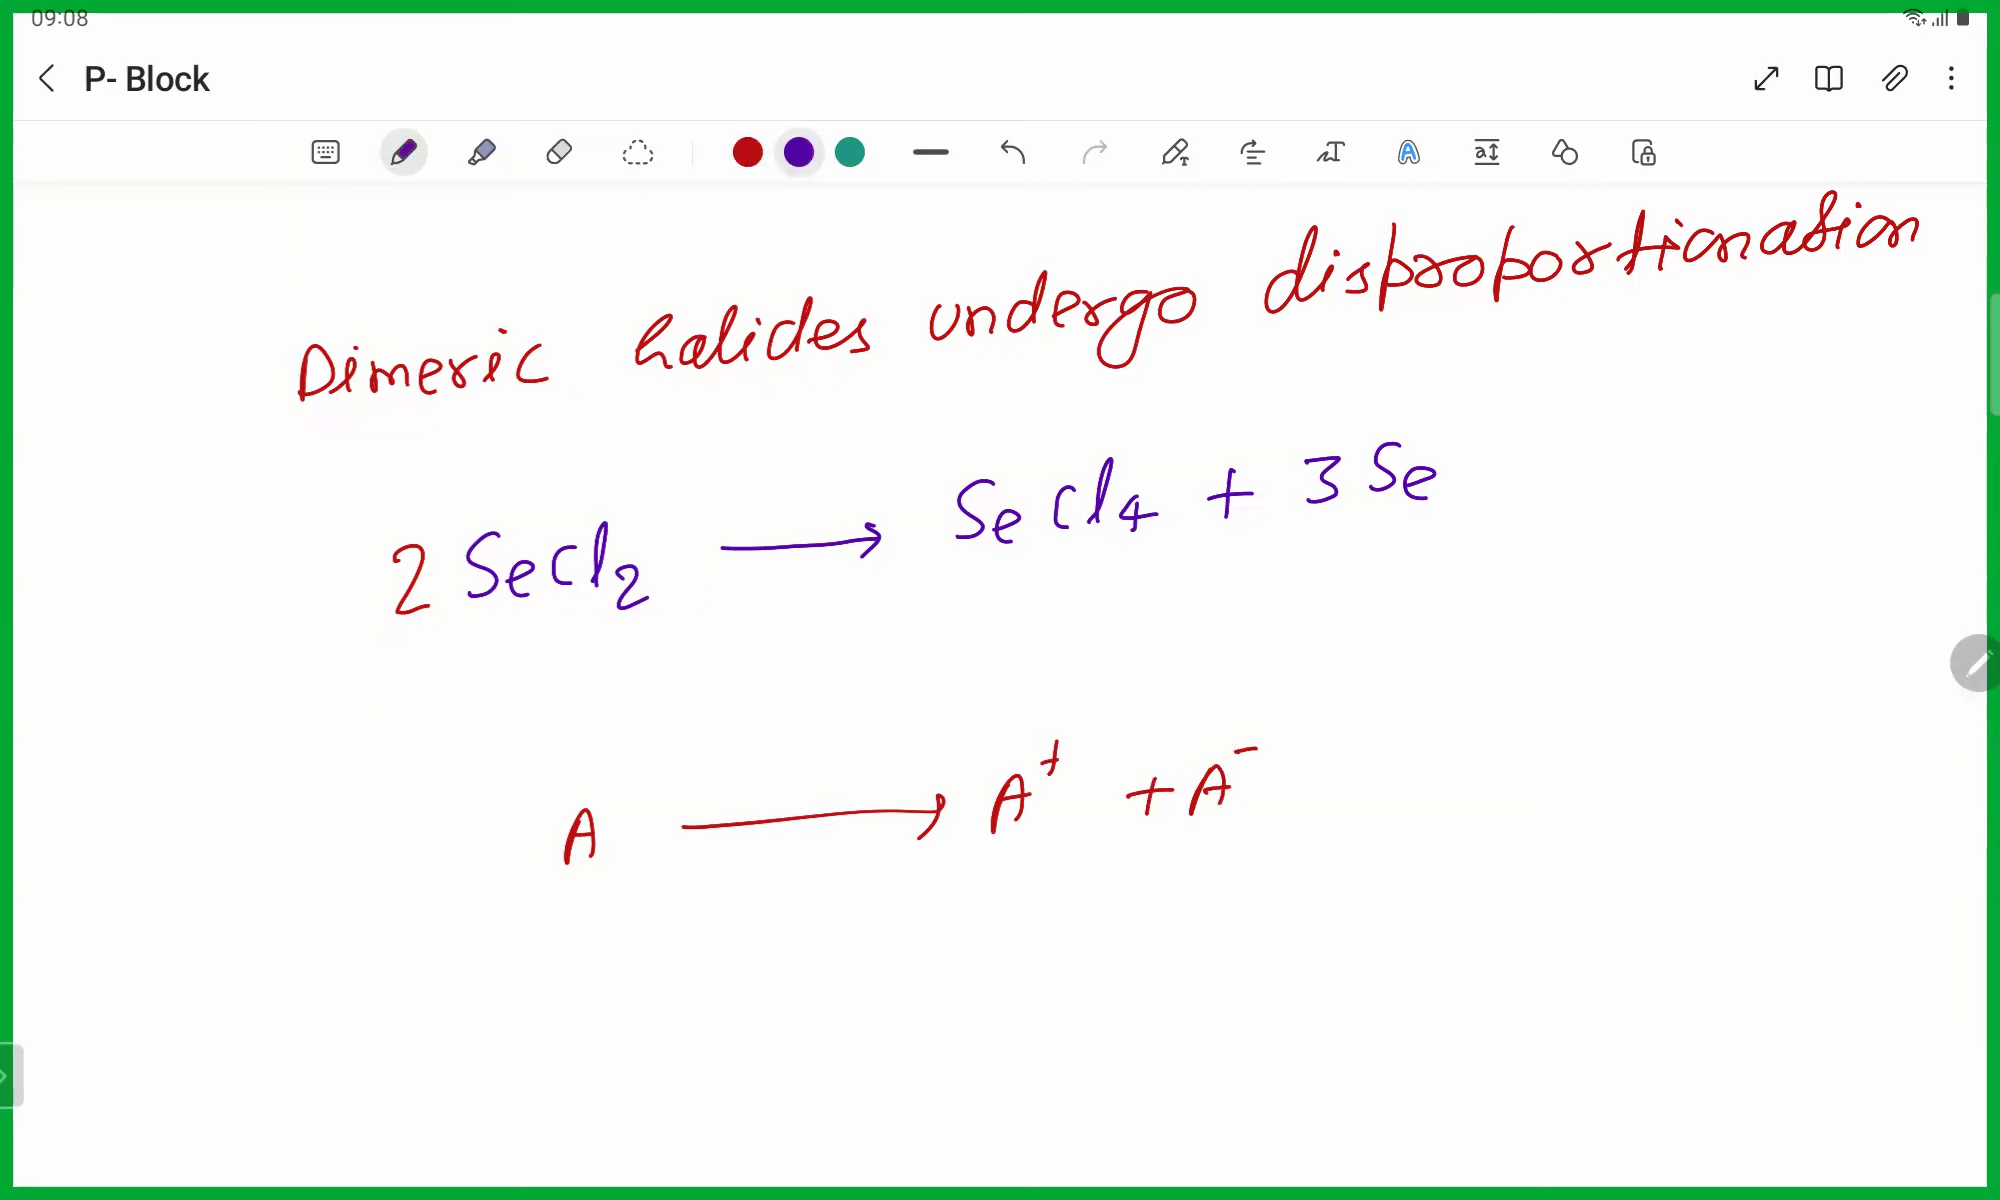 09:08
P- Block
Dimeric halides undergo disproportionation
2 SeCl₂ ⟶ SeCl₄ + 3 Se
A ⟶ A⁺ + A⁻